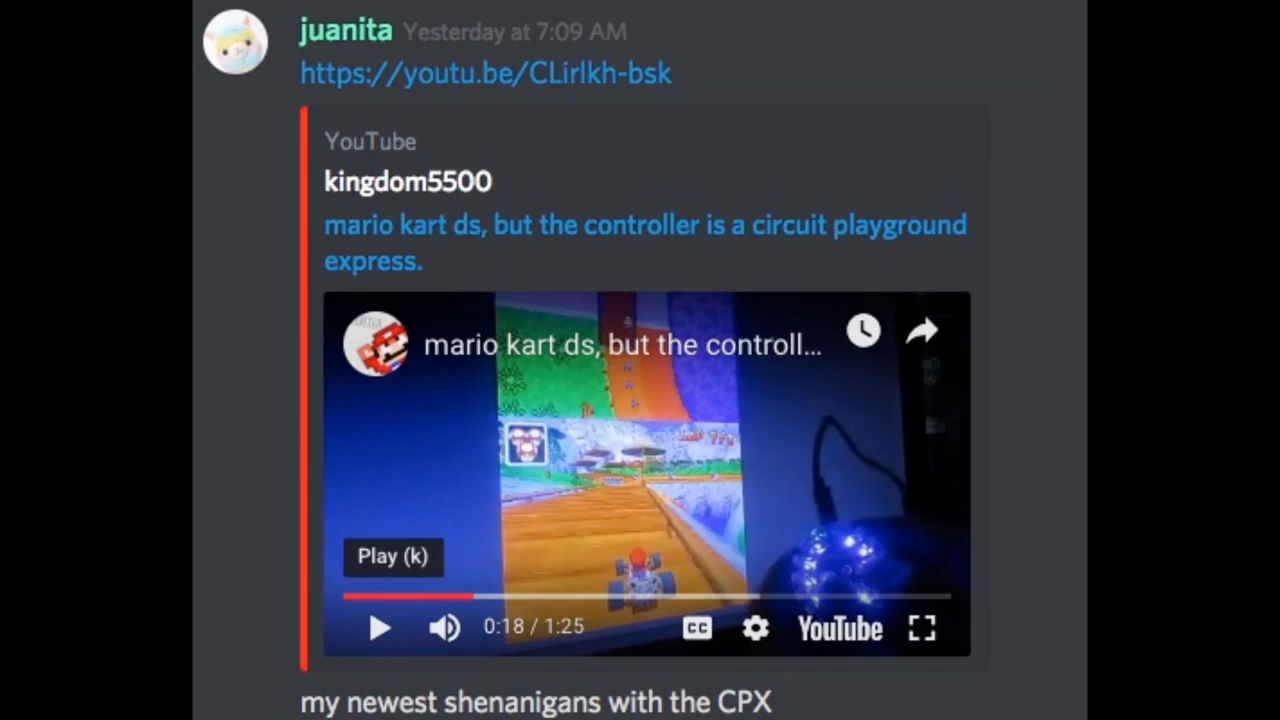 juanita Yesterday at 7:09 AM
https://youtu.be/CLirlkh-bsk
YouTube
kingdom5500
mario kart ds, but the controller is a circuit playground
express.
mario kart ds, but the controll...
Play (k)
0:18 / 1:25 CC YouTube
my newest shenanigans with the CPX